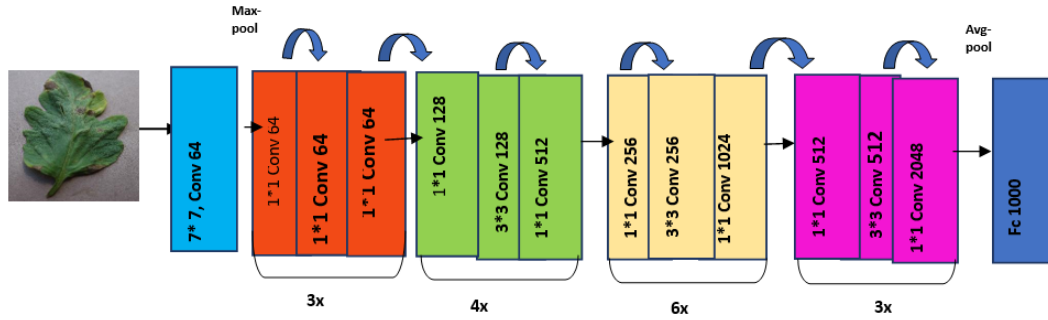 Max-
pool
Avg-
pool
7* 7, Conv 64
1*1 Conv 64
1*1 Conv 64
1*1 Conv 64
1*1 Conv 128
3*3 Conv 128
1*1 Conv 512
1*1 Conv 256
3*3 Conv 256
1*1 Conv 1024
1*1 Conv 512
3*3 Conv 512
1*1 Conv 2048
Fc 1000
3x
4x
6x
3x